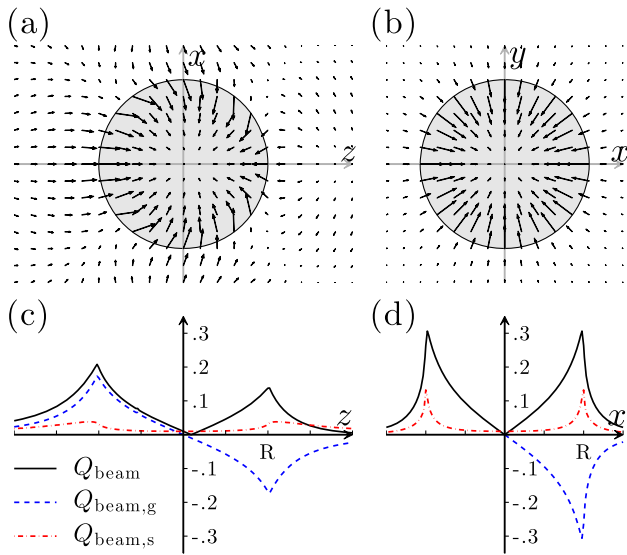 (a)
x
z
(b)
y
x
(c)
.3
.2
.1
-.1
-.2
-.3
z
R
Q_beam
Q_beam,g
Q_beam,s
(d)
.3
.2
.1
-.1
-.2
-.3
x
R